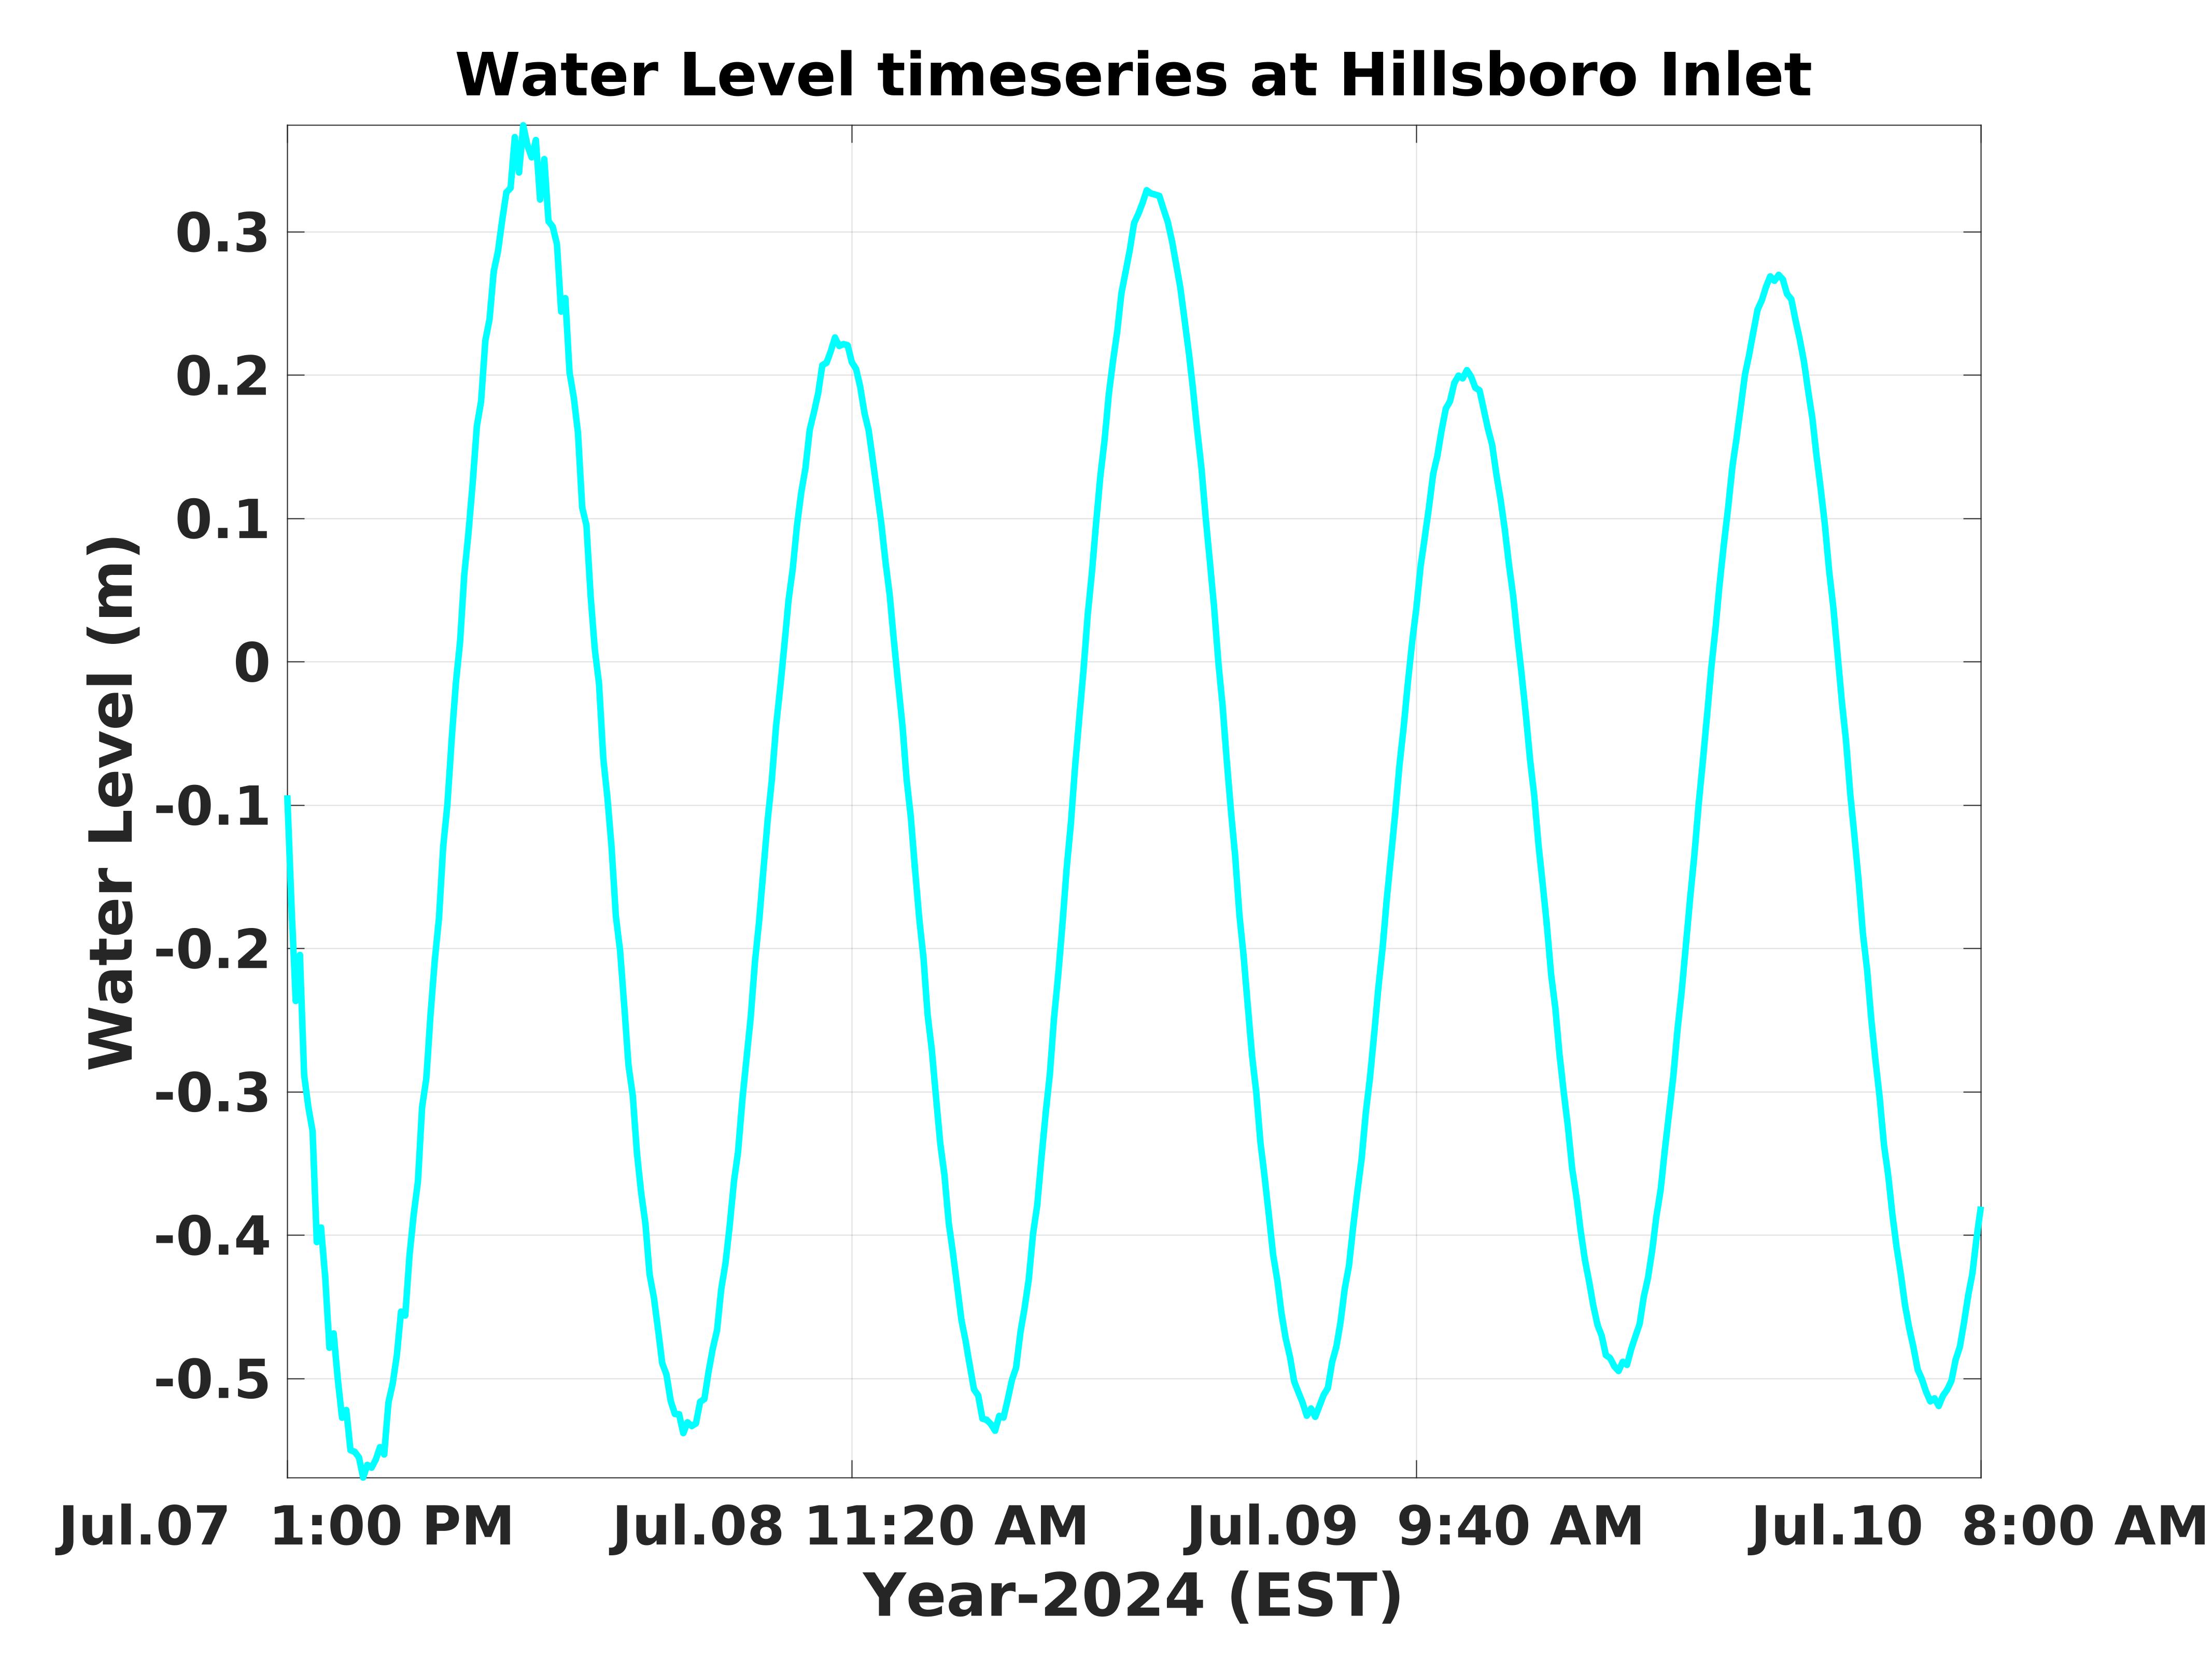 Water Level timeseries at Hillsboro Inlet
Water Level (m)
0.3
0.2
0.1
0
-0.1
-0.2
-0.3
-0.4
-0.5
Jul.07 1:00 PM Jul.08 11:20 AM Jul.09 9:40 AM Jul.10 8:00 AM
Year-2024 (EST)